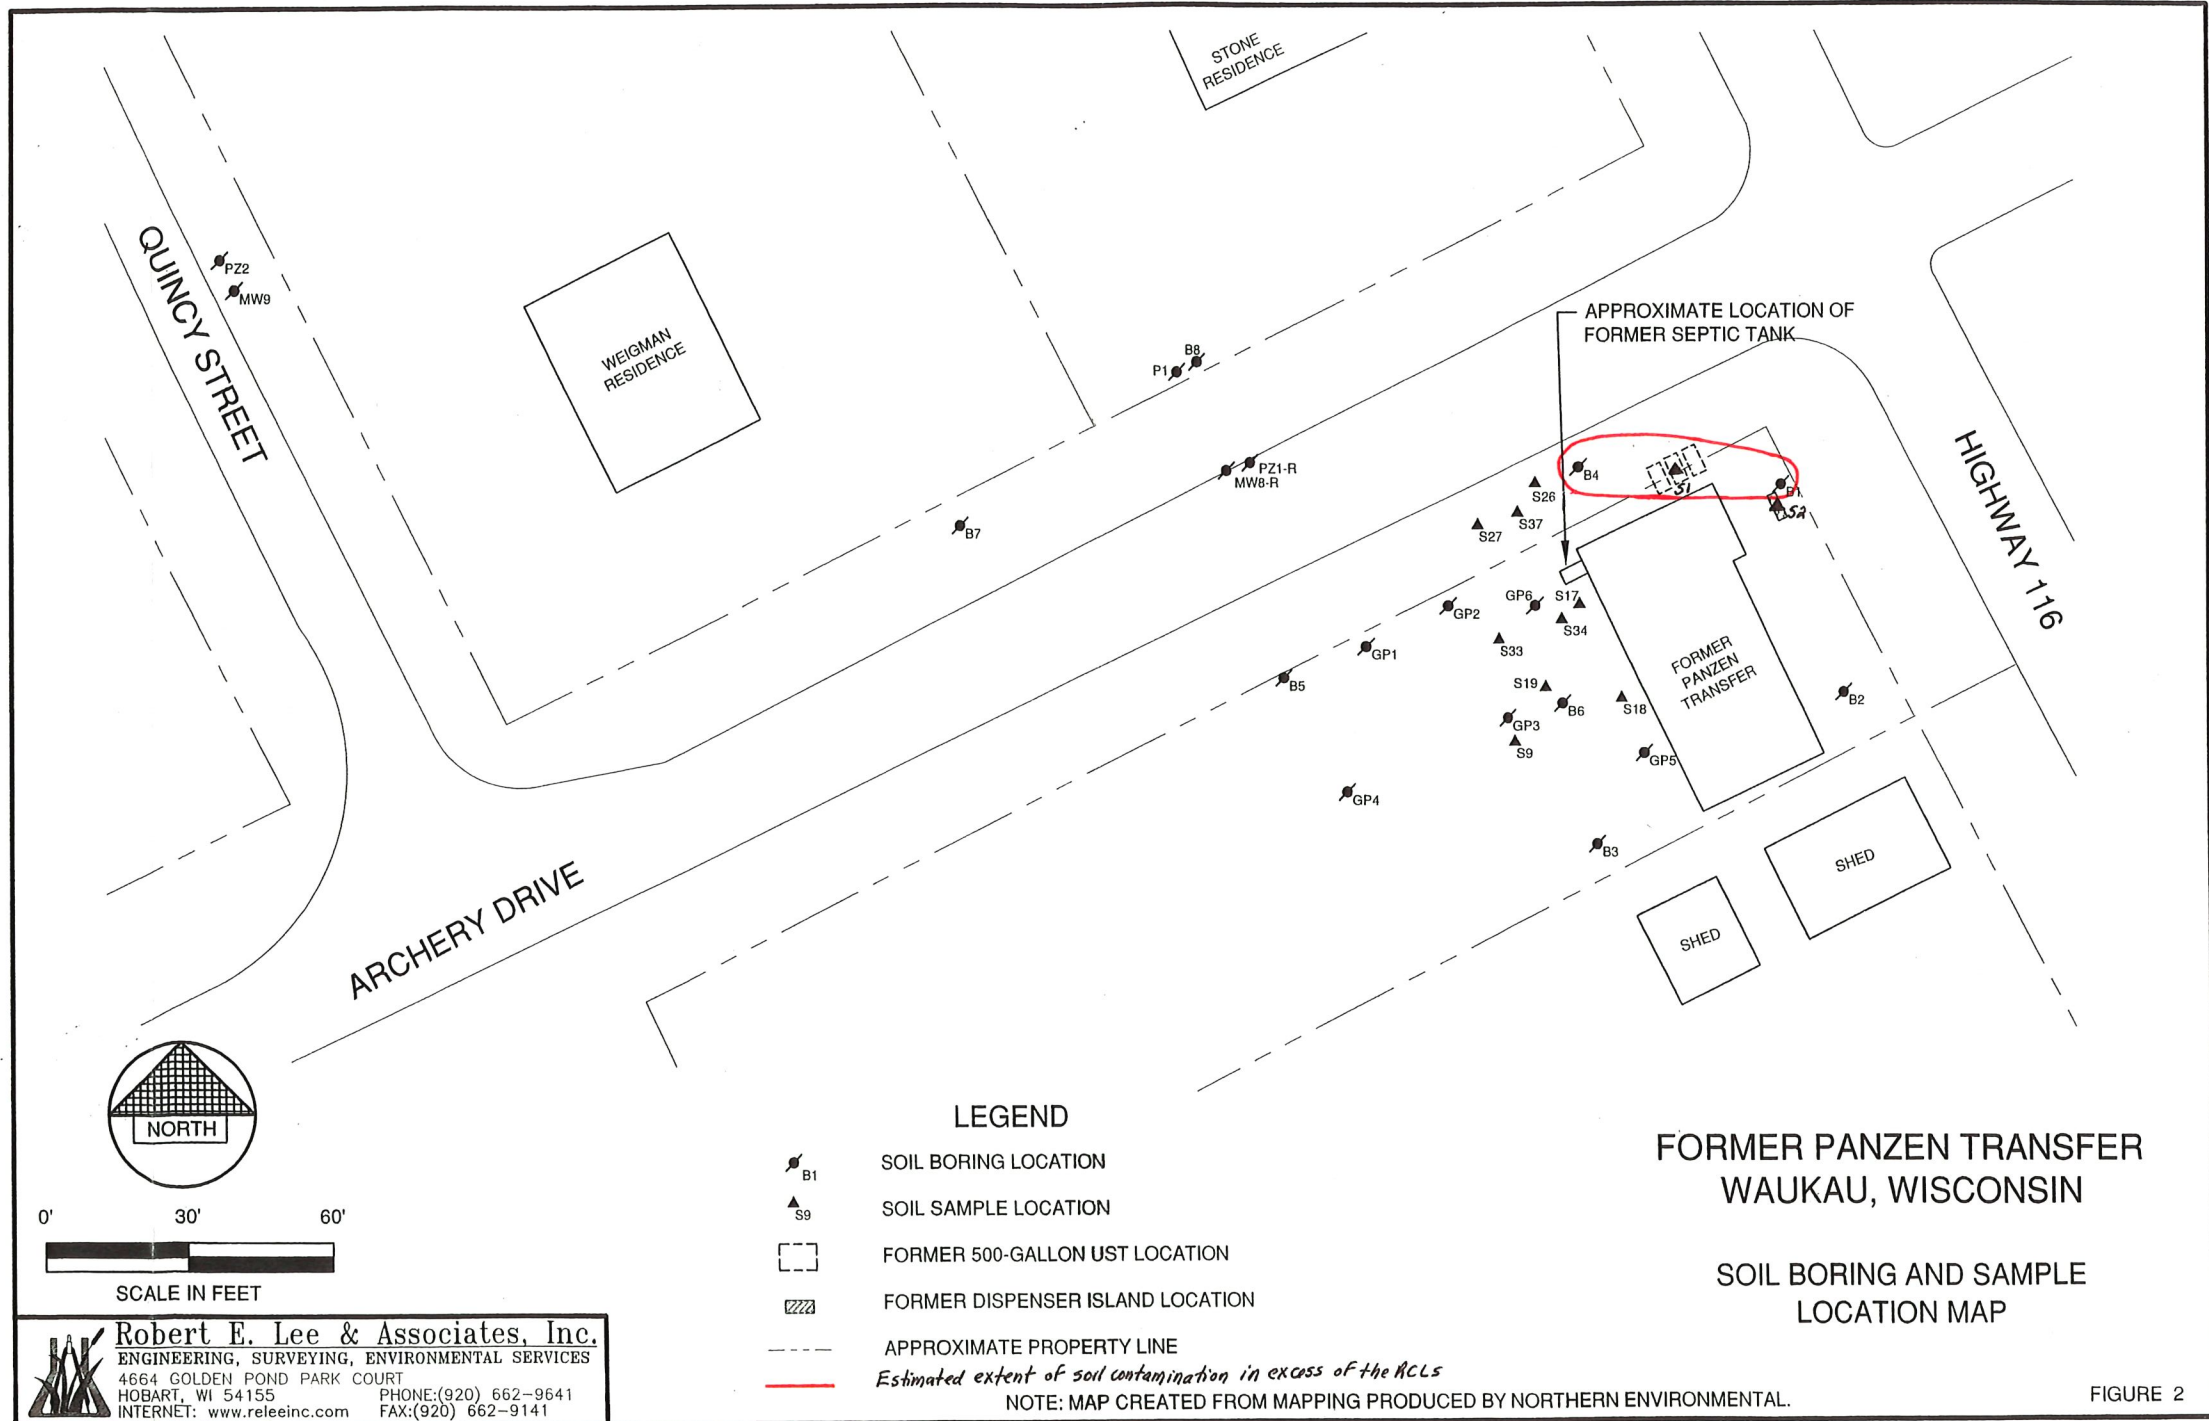 STONE
RESIDENCE
QUINCY STREET
PZ2
MW9
WEIGMAN
RESIDENCE
APPROXIMATE LOCATION OF
FORMER SEPTIC TANK
P1
B8
HIGHWAY 116
PZ1-R
MW8-R
B7
B4
S1
B1
S2
S26
S37
S27
GP6
S17
GP2
S34
S33
GP1
B5
S19
B6
S18
GP3
S9
GP5
GP4
B3
B2
FORMER
PANZEN
TRANSFER
SHED
SHED
ARCHERY DRIVE
NORTH
0' 30' 60'
SCALE IN FEET
LEGEND
B1 SOIL BORING LOCATION
S9 SOIL SAMPLE LOCATION
FORMER 500-GALLON UST LOCATION
FORMER DISPENSER ISLAND LOCATION
APPROXIMATE PROPERTY LINE
Estimated extent of soil contamination in excess of the RCLs
NOTE: MAP CREATED FROM MAPPING PRODUCED BY NORTHERN ENVIRONMENTAL.
FORMER PANZEN TRANSFER
WAUKAU, WISCONSIN
SOIL BORING AND SAMPLE
LOCATION MAP
FIGURE 2
Robert E. Lee & Associates, Inc.
ENGINEERING, SURVEYING, ENVIRONMENTAL SERVICES
4664 GOLDEN POND PARK COURT
HOBART, WI 54155 PHONE:(920) 662-9641
INTERNET: www.releeinc.com FAX:(920) 662-9141